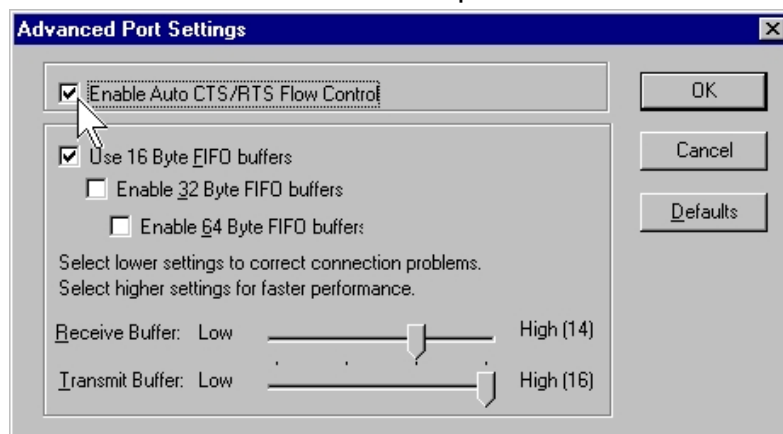 Advanced Port Settings
Enable Auto CTS/RTS Flow Control
OK
Use 16 Byte FIFO buffers
Cancel
Enable 32 Byte FIFO buffers
Enable 64 Byte FIFO buffers
Defaults
Select lower settings to correct connection problems.
Select higher settings for faster performance.
Receive Buffer: Low High (14)
Transmit Buffer: Low High (16)